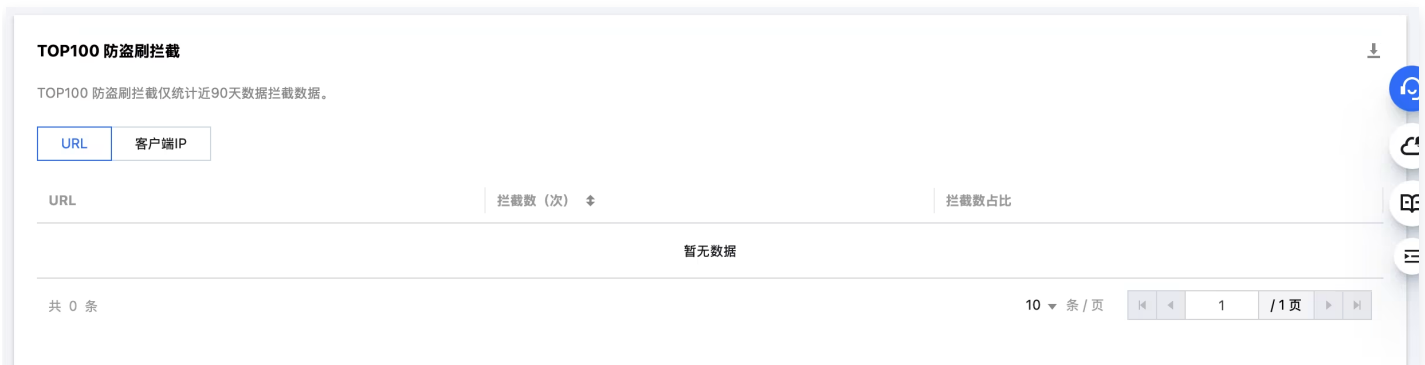 TOP100 防盗刷拦截
TOP100 防盗刷拦截仅统计近90天数据拦截数据。
URL 客户端IP
URL 拦截数（次） 拦截数占比
暂无数据
共 0 条 10 条 / 页 1 / 1 页